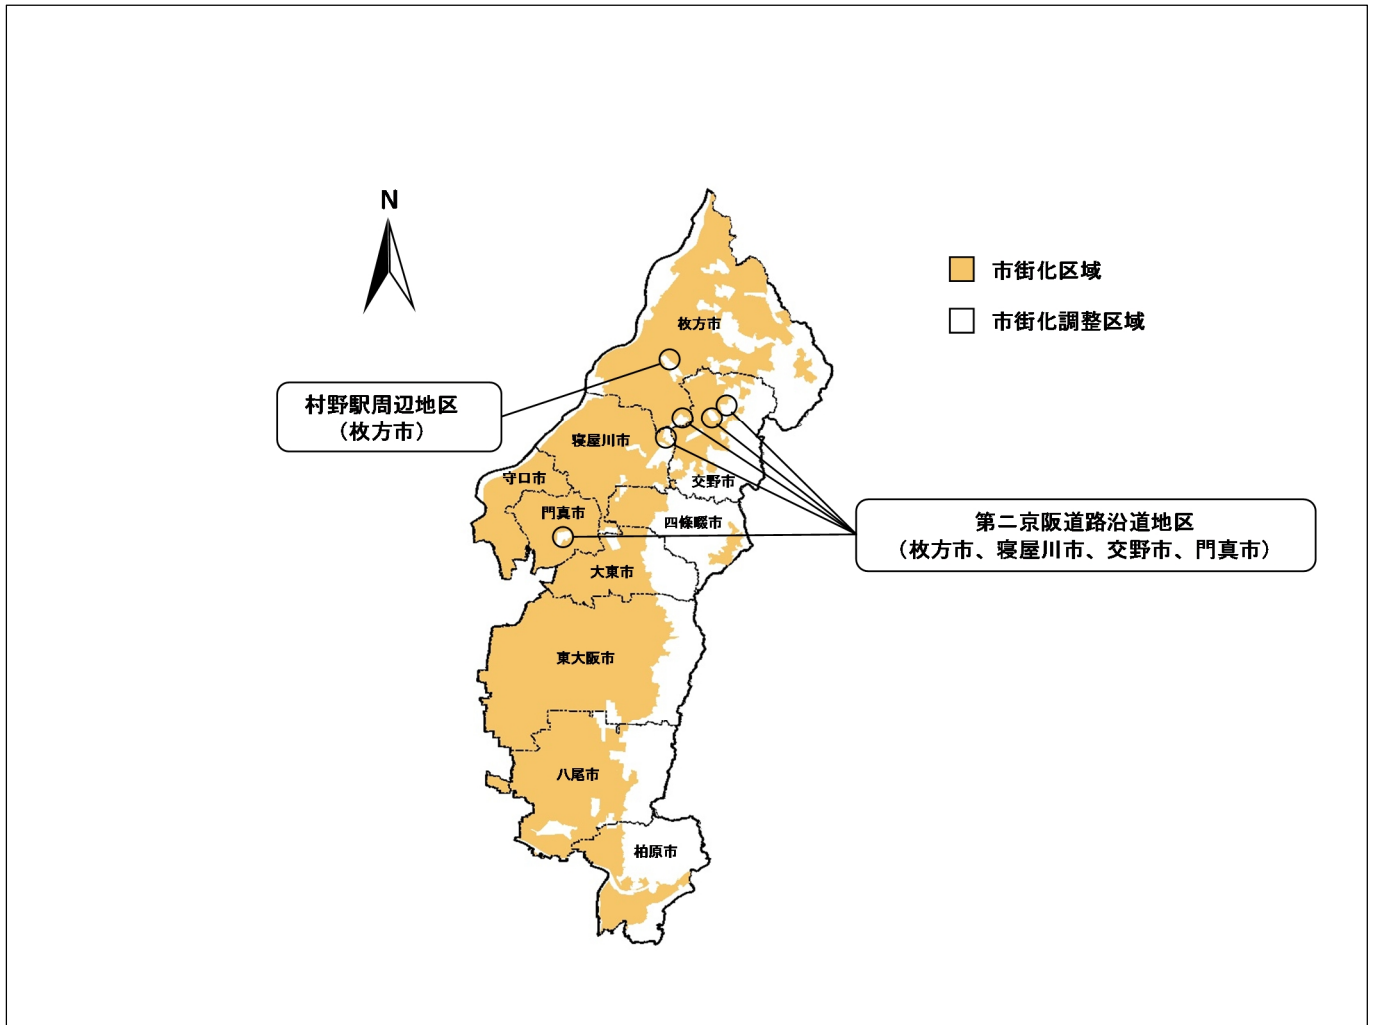 N
市街化区域
市街化調整区域
枚方市
村野駅周辺地区
（枚方市）
寝屋川市
守口市
交野市
門真市
四條畷市
第二京阪道路沿道地区
（枚方市、寝屋川市、交野市、門真市）
大東市
東大阪市
八尾市
柏原市